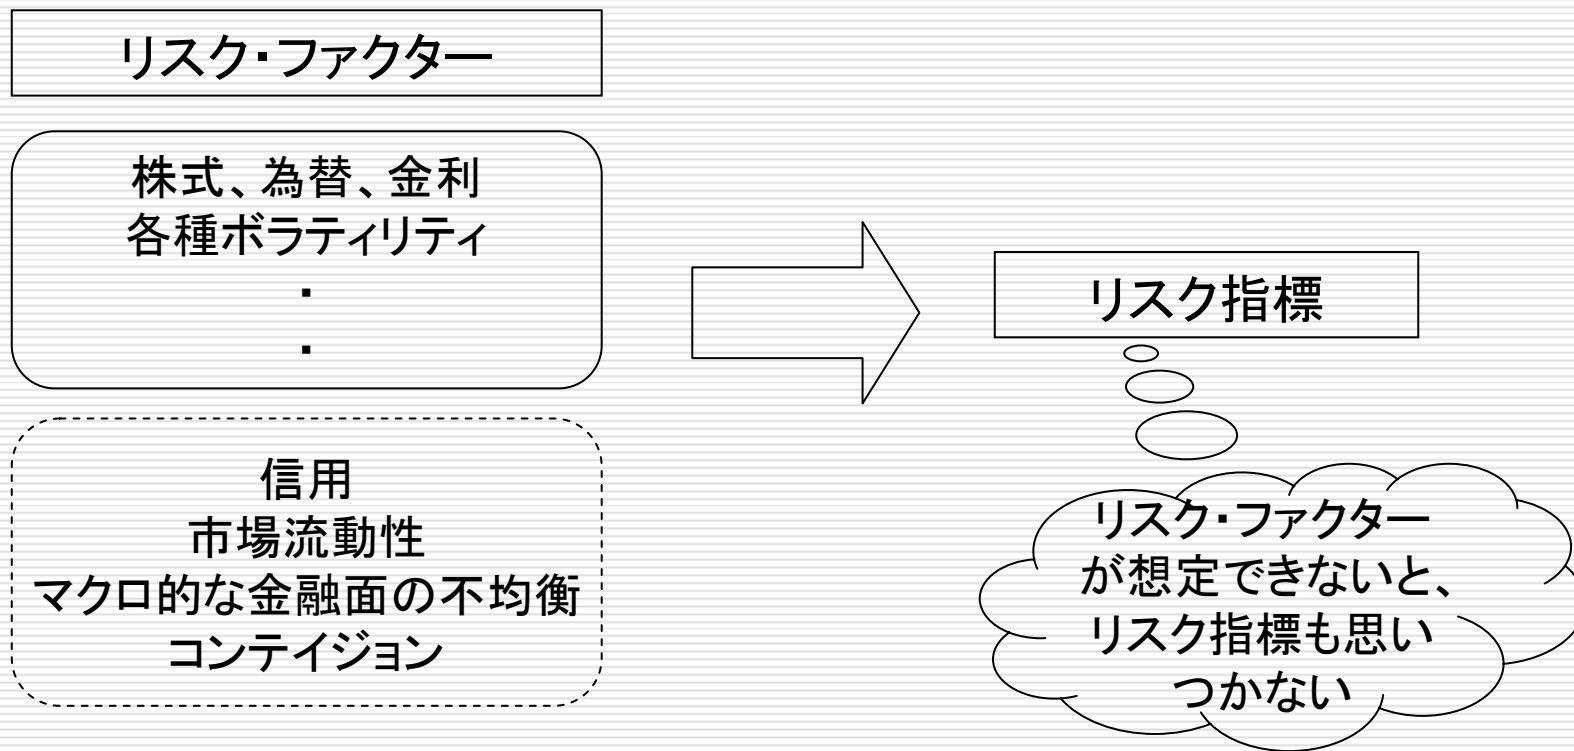 リスク・ファクター
株式、為替、金利
各種ボラティリティ
・
・
信用
市場流動性
マクロ的な金融面の不均衡
コンテイジョン
リスク指標
リスク・ファクター
が想定できないと、
リスク指標も思い
つかない